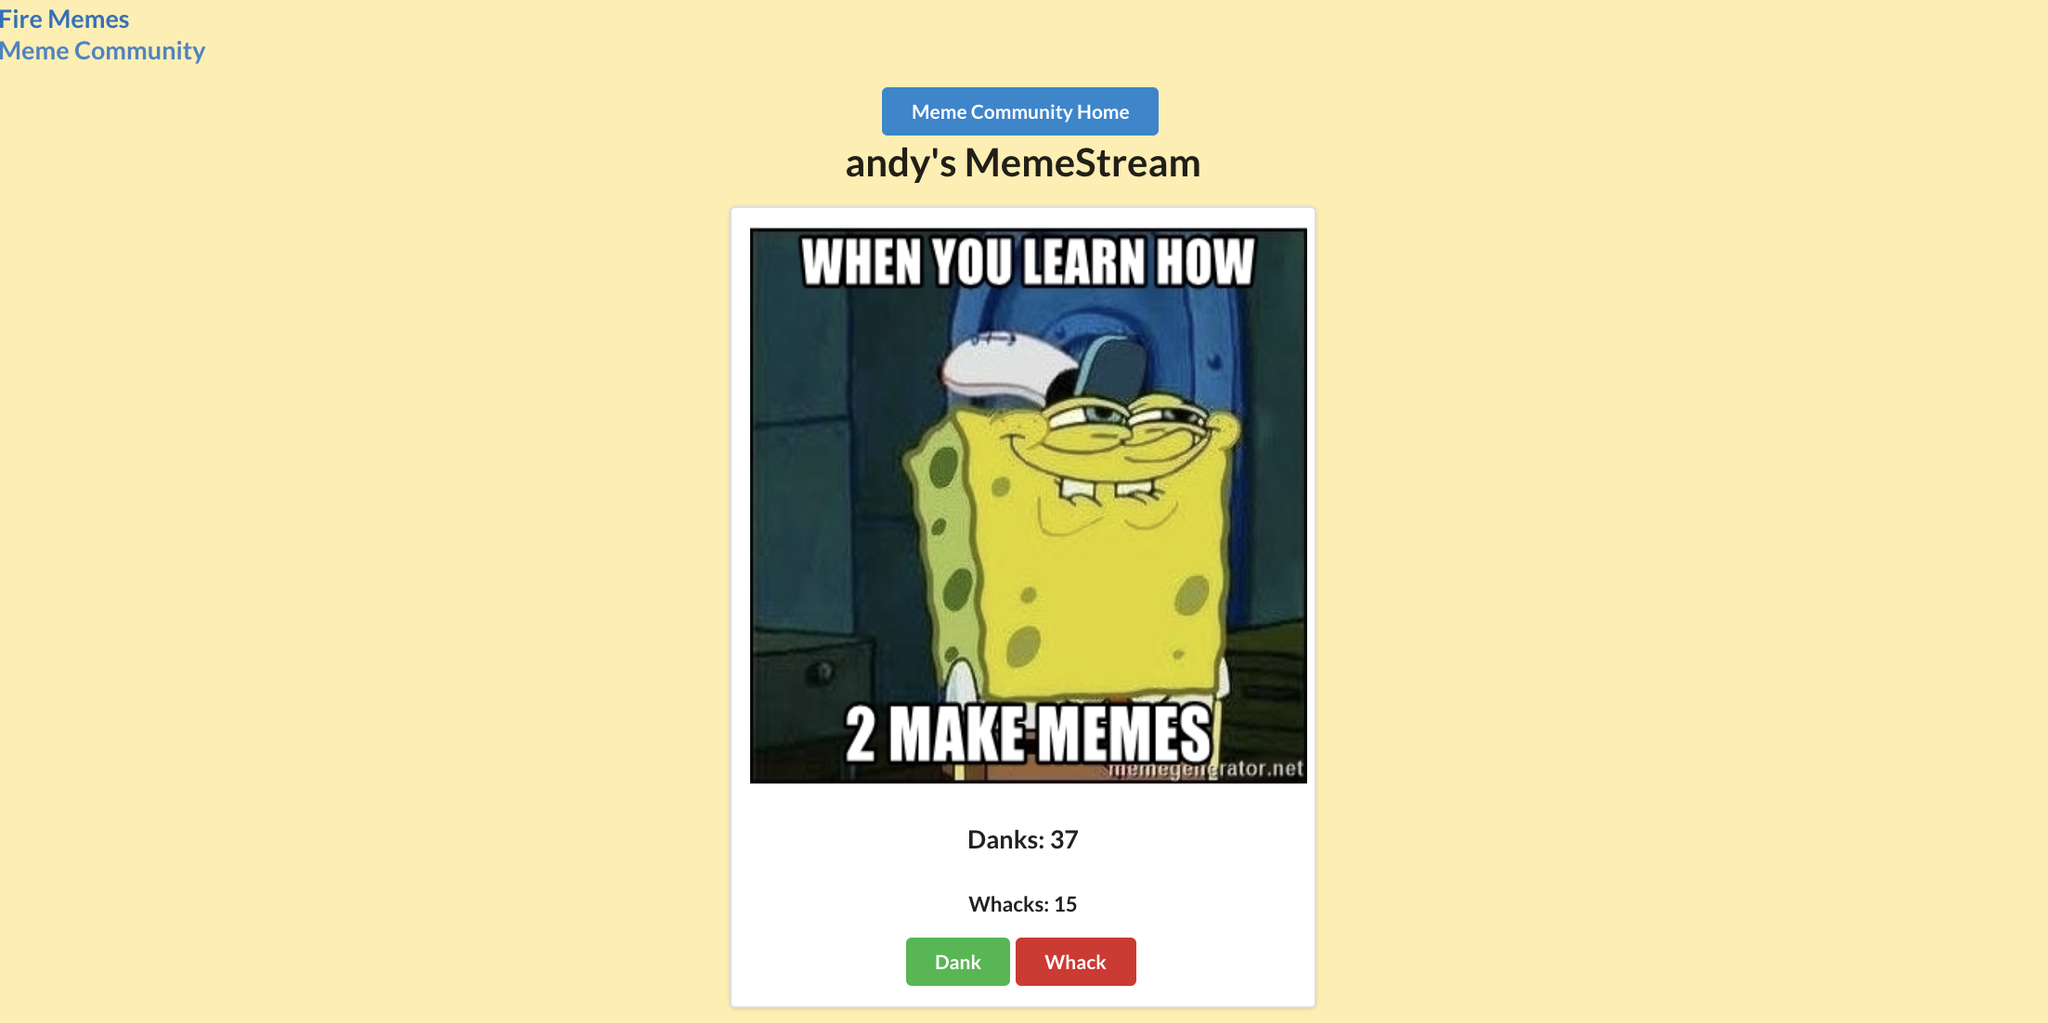 Fire Memes
Meme Community
Meme Community Home
andy's MemeStream
WHEN YOU LEARN HOW
2 MAKE MEMES
memegenerator.net
Danks: 37
Whacks: 15
Dank Whack